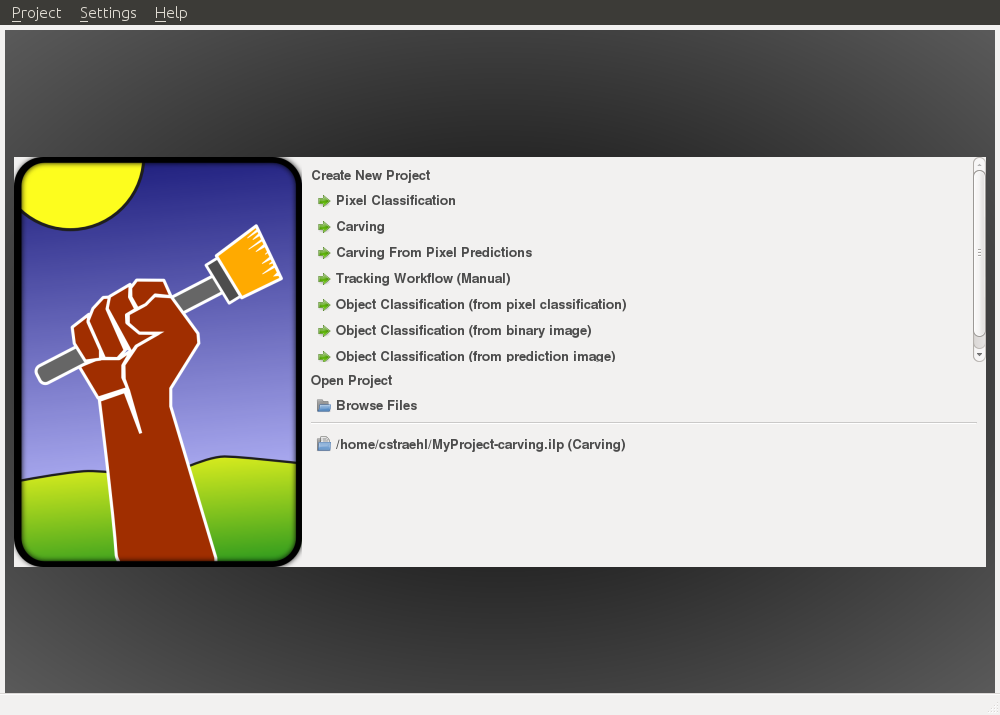 Project Settings Help
Create New Project
Pixel Classification
Carving
Carving From Pixel Predictions
Tracking Workflow (Manual)
Object Classification (from pixel classification)
Object Classification (from binary image)
Object Classification (from prediction image)
Open Project
Browse Files
/home/cstraehl/MyProject-carving.ilp (Carving)